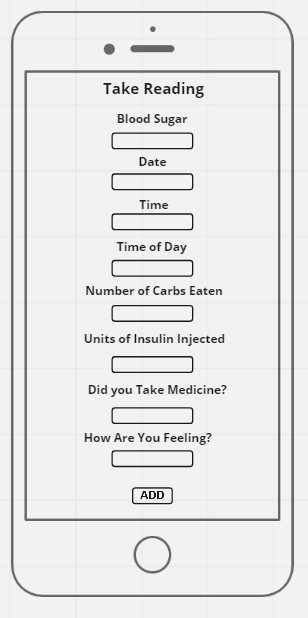 Take Reading
Blood Sugar
Date
Time
Time of Day
Number of Carbs Eaten
Units of Insulin Injected
Did you Take Medicine?
How Are You Feeling?
ADD